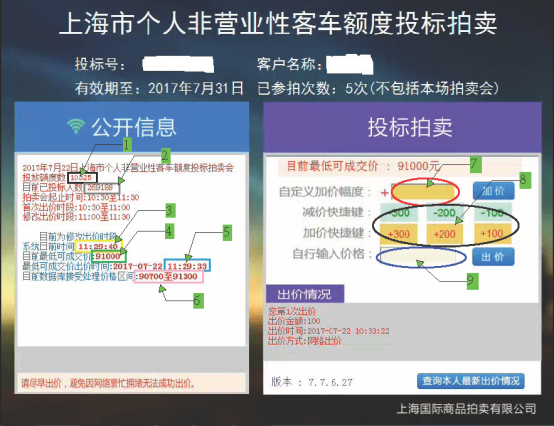 上海市个人非营业性客车额度投标拍卖
投标号：
客户名称：
有效期至：2017年7月31日
已参拍次数：5次(不包括本场拍卖会)
公开信息
1
2
2017年7月22日上海市个人非营业性客车额度投标拍卖会
投放额度数:10325
目前已投标人数:269189
拍卖会起止时间:10:30至11:30
首次出价时段:10:30至11:00
修改出价时段:11:00至11:30
3
4
5
目前为修改出价时段
系统目前时间:11:29:40
目前最低可成交价:91000
最低可成交价出价时间:2017-07-22 11:29:33
目前数据库接受处理价格区间:90700至91300
6
请尽早出价，避免因网络繁忙拥堵无法成功出价。
投标拍卖
目前最低可成交价：91000元
7
8
自定义加价幅度：
+
加价
减价快捷键：
-300
-200
-100
加价快捷键：
+300
+200
+100
自行输入价格：
出价
9
出价情况
您第1次出价
出价金额:100
出价时间:2017-07-22 10:33:22
出价方式:网络出价
版本：7.7.6.27
查询本人最新出价情况
上海国际商品拍卖有限公司